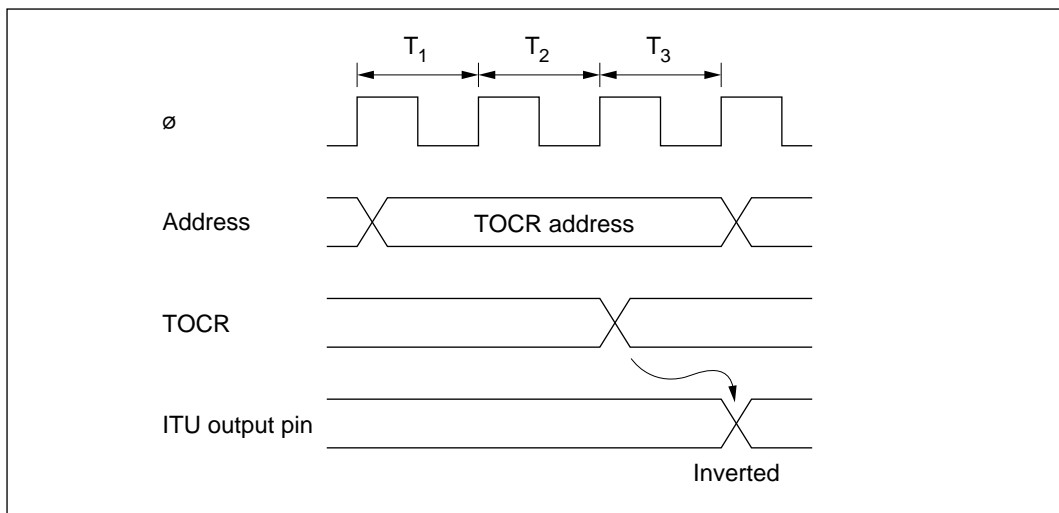 T1 T2 T3
ø
Address TOCR address
TOCR
ITU output pin
Inverted